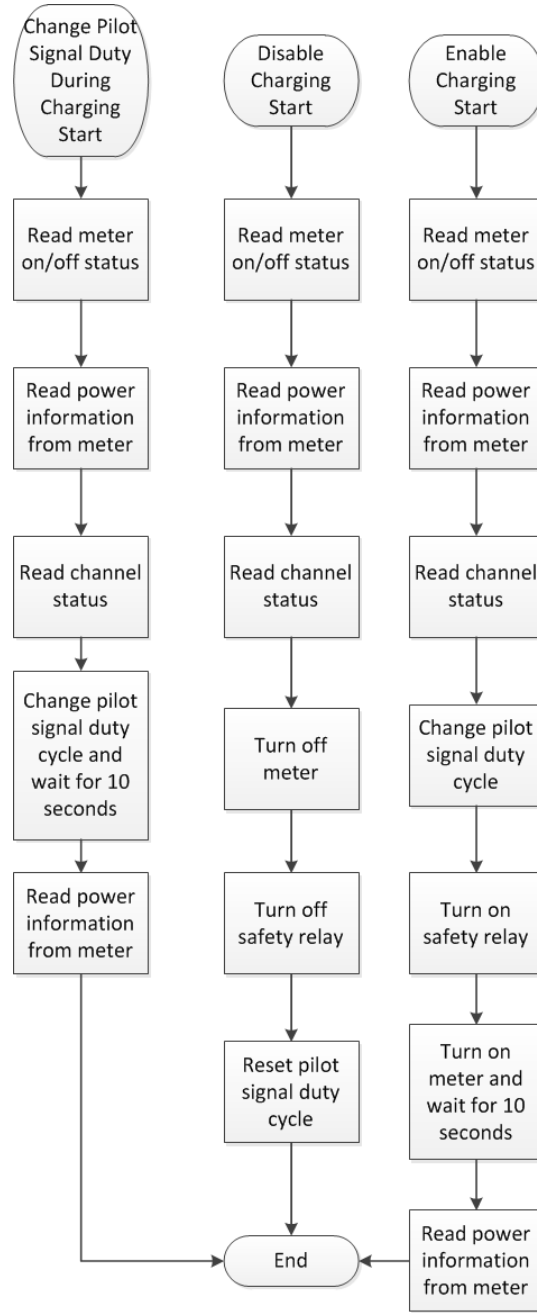 Change Pilot
Signal Duty
During
Charging
Start
Read meter
on/off status
Read power
information
from meter
Read channel
status
Change pilot
signal duty
cycle and
wait for 10
seconds
Read power
information
from meter
Disable
Charging
Start
Read meter
on/off status
Read power
information
from meter
Read channel
status
Turn off
meter
Turn off
safety relay
Reset pilot
signal duty
cycle
End
Enable
Charging
Start
Read meter
on/off status
Read power
information
from meter
Read channel
status
Change pilot
signal duty
cycle
Turn on
safety relay
Turn on
meter and
wait for 10
seconds
Read power
information
from meter